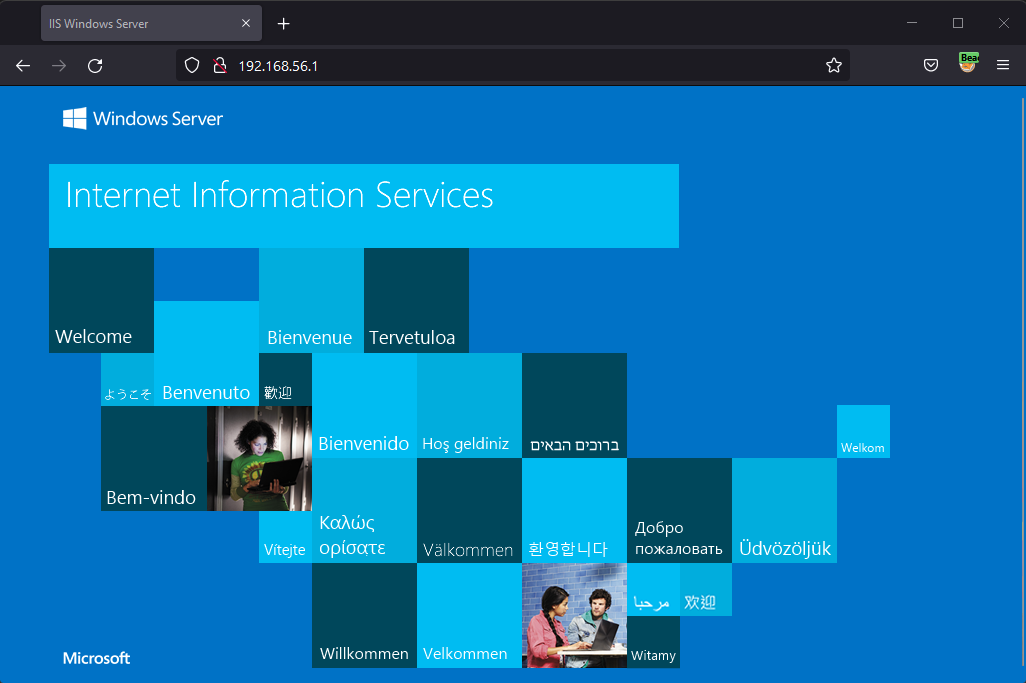 IIS Windows Server
192.168.56.1
Windows Server
Internet Information Services
Welcome
Bienvenue
Tervetuloa
ようこそ
Benvenuto
歡迎
Bienvenido
Hoş geldiniz
ברוכים הבאים
Welkom
Bem-vindo
Vítejte
Καλώς
ορίσατε
Välkommen
환영합니다
Добро
пожаловать
Üdvözöljük
مرحبا
欢迎
Willkommen
Velkommen
Witamy
Microsoft